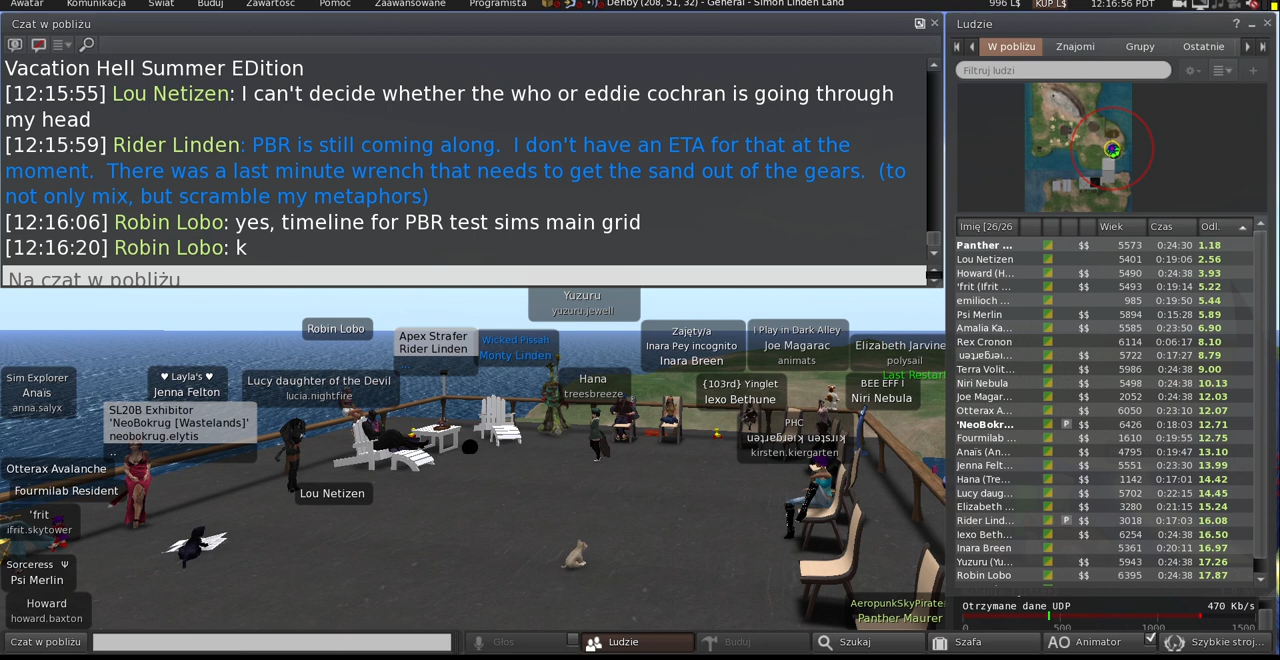 Awatar Komunikacja Świat Buduj Zawartość Pomoc Zaawansowane Programista Denby (208, 51, 32) - General - Simon Linden Land 996 L$ KUP L$ 12:16:56 PDT
Czat w pobliżu
Vacation Hell Summer EDition
[12:15:55] Lou Netizen: I can't decide whether the who or eddie cochran is going through
my head
[12:15:59] Rider Linden: PBR is still coming along. I don't have an ETA for that at the
moment. There was a last minute wrench that needs to get the sand out of the gears. (to
not only mix, but scramble my metaphors)
[12:16:06] Robin Lobo: yes, timeline for PBR test sims main grid
[12:16:20] Robin Lobo: k
Na czat w pobliżu
Yuzuru
yuzuru.jewell
Robin Lobo
Apex Strafer
Rider Linden
Wicked Pissah
Monty Linden
Zajęty/a
Inara Pey incognito
Inara Breen
I Play in Dark Alley
Joe Magarac
animats
Elizabeth Jarvine
polysail
Last Restart
Sim Explorer
Anaïs
anna.salyx
♥ Layla's ♥
Jenna Felton
Lucy daughter of the Devil
lucia.nightfire
Hana
treesbreeze
{103rd} Yinglet
Iexo Bethune
BEE EFF I
Niri Nebula
SL20B Exhibitor
'NeoBokrug [Wastelands]'
neobokrug.elytis
..
PHC
uǝʇɹɐƃɹǝıʞ uǝʇsɹıʞ
kirsten.kiergarten
Otterax Avalanche
Fourmilab Resident
Lou Netizen
'frit
ifrit.skytower
Sorceress Ψ
Psi Merlin
Howard
howard.baxton
AeropunkSkyPirate
Panther Maurer
Czat w pobliżu
Głos
Ludzie
Buduj
Szukaj
Szafa
AO Animator
Szybkie stroj...
Ludzie
? _ ×
W pobliżu Znajomi Grupy Ostatnie
Filtruj ludzi
Imię [26/26 Wiek Czas Odl.
Panther ... $$ 5573 0:24:30 1.18
Lou Netizen 5401 0:19:06 2.56
Howard (H... $$ 5490 0:24:38 3.93
'frit (Ifrit ... $$ 5493 0:19:14 5.22
emilioch ... 985 0:19:50 5.44
Psi Merlin $$ 5894 0:15:28 5.89
Amalia Ka... $$ 5585 0:23:50 6.90
Rex Cronon 6114 0:06:17 8.10
$$ 5722 0:17:27 8.79
Terra Volit... $$ 5986 0:24:38 9.00
Niri Nebula $$ 5498 0:24:38 10.13
Joe Magar... $$ 2052 0:24:38 12.03
Otterax A... $$ 6050 0:23:10 12.07
'NeoBokr... P $$ 6426 0:18:03 12.71
Fourmilab ... $$ 1610 0:19:55 12.75
Anaïs (An... $$ 4795 0:19:47 13.10
Jenna Felt... $$ 5551 0:23:30 13.99
Hana (Tre... $$ 1142 0:17:01 14.42
Lucy daug... $$ 5702 0:22:15 14.45
Elizabeth ... $$ 3280 0:21:15 15.24
Rider Lind... P $$ 3018 0:17:03 16.08
Iexo Beth... $$ 6254 0:24:38 16.50
Inara Breen 5361 0:20:11 16.97
Yuzuru (Yu... $$ 5943 0:24:38 17.26
Robin Lobo 6395 0:24:38 17.87
Otrzymane dane UDP 470 Kb/s
0 500 1000 1500